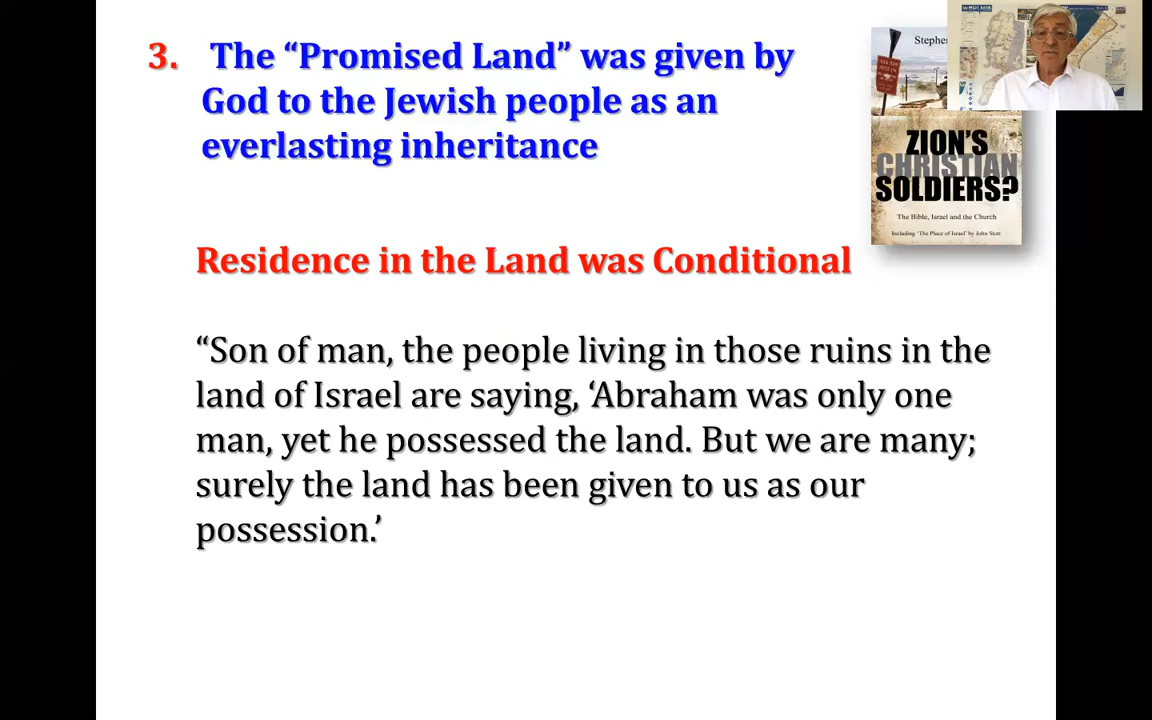 3. The “Promised Land” was given by
God to the Jewish people as an
everlasting inheritance
Stephe
ZION’S
CHRISTIAN
SOLDIERS?
The Bible, Israel and the Church
Including ‘The Place of Israel’ by John Stott
Residence in the Land was Conditional
“Son of man, the people living in those ruins in the
land of Israel are saying, ‘Abraham was only one
man, yet he possessed the land. But we are many;
surely the land has been given to us as our
possession.’